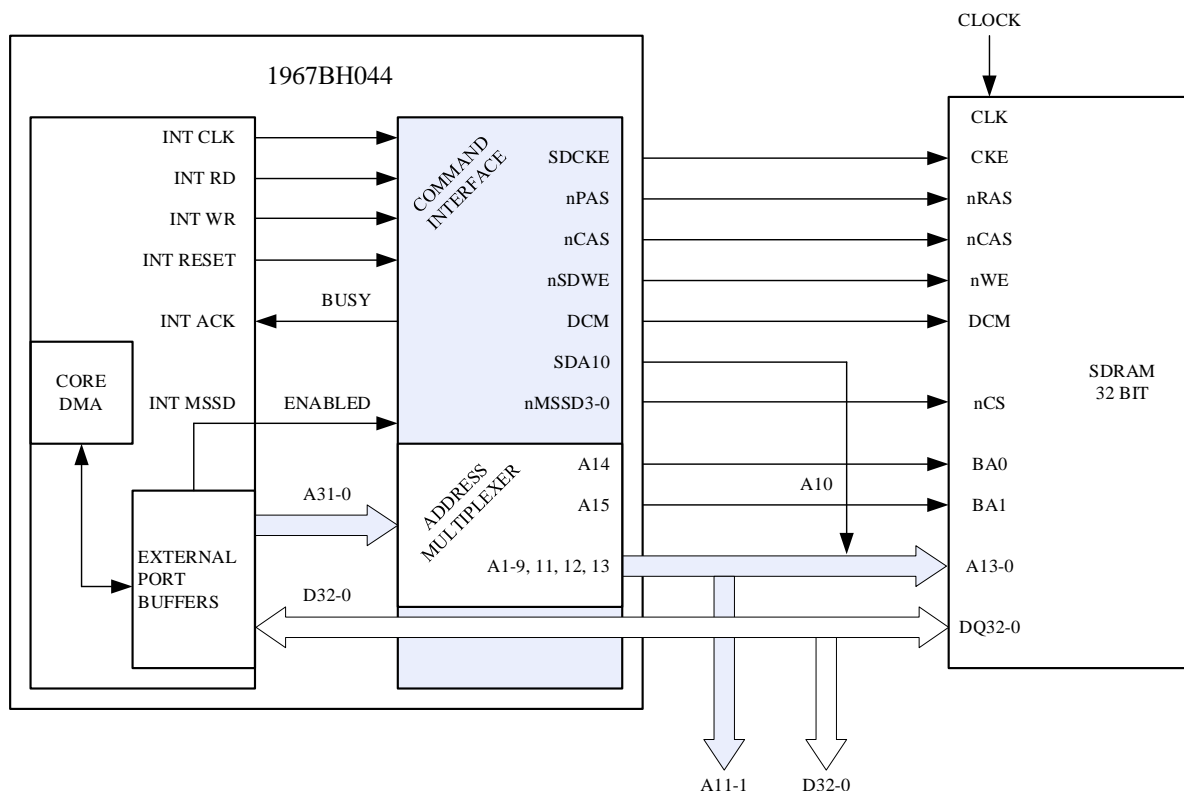 CLOCK
1967BH044
CLK
INT CLK
INT RD
INT WR
INT RESET
BUSY
INT ACK
CORE
DMA
INT MSSD
ENABLED
A31-0
EXTERNAL
PORT
BUFFERS
D32-0
COMMAND
INTERFACE
SDCKE
nPAS
nCAS
nSDWE
DCM
SDA10
nMSSD3-0
ADDRESS
MULTIPLEXER
A14
A15
A1-9, 11, 12, 13
A10
CKE
nRAS
nCAS
nWE
DCM
nCS
BA0
BA1
A13-0
DQ32-0
SDRAM
32 BIT
A11-1
D32-0